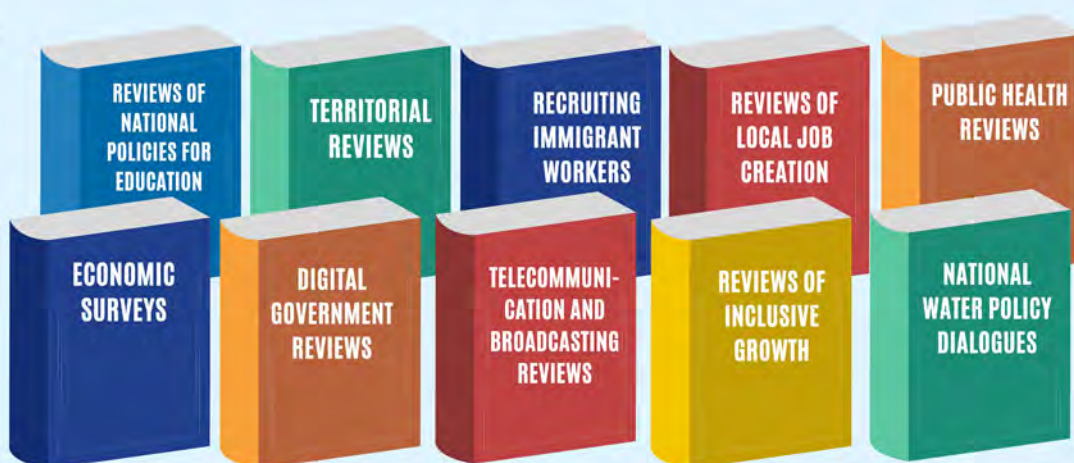 REVIEWS OF
NATIONAL
POLICIES FOR
EDUCATION
TERRITORIAL
REVIEWS
RECRUITING
IMMIGRANT
WORKERS
REVIEWS OF
LOCAL JOB
CREATION
PUBLIC HEALTH
REVIEWS
ECONOMIC
SURVEYS
DIGITAL
GOVERNMENT
REVIEWS
TELECOMMUNI-
CATION AND
BROADCASTING
REVIEWS
REVIEWS OF
INCLUSIVE
GROWTH
NATIONAL
WATER POLICY
DIALOGUES